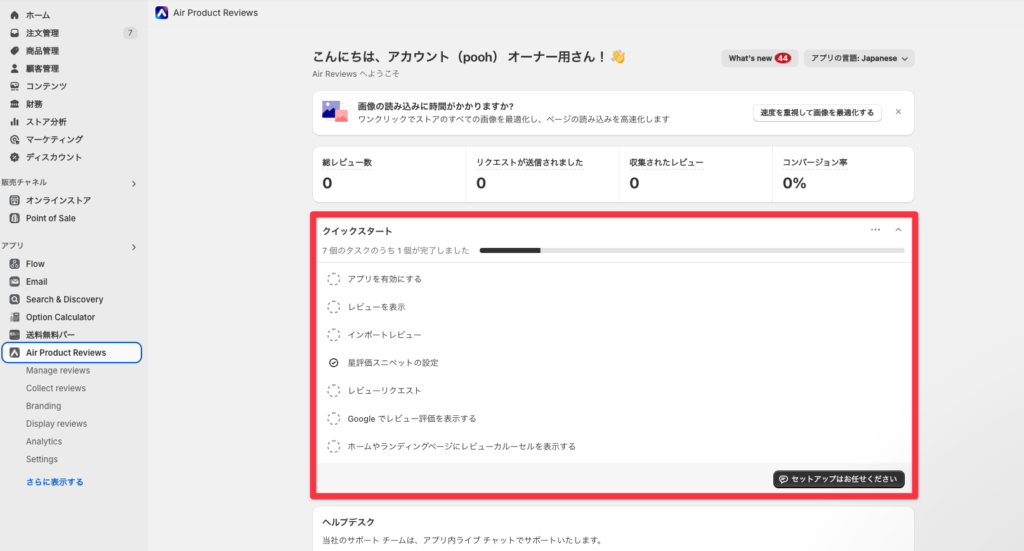 ホーム
注文管理 7
商品管理
顧客管理
コンテンツ
財務
ストア分析
マーケティング
ディスカウント
販売チャネル
オンラインストア
Point of Sale
アプリ
Flow
Email
Search & Discovery
Option Calculator
送料無料バー
Air Product Reviews
Manage reviews
Collect reviews
Branding
Display reviews
Analytics
Settings
さらに表示する
Air Product Reviews
こんにちは、アカウント（pooh） オーナー用さん！👋
What's new 44
アプリの言語: Japanese
Air Reviews へようこそ
画像の読み込みに時間がかかりますか?
ワンクリックでストアのすべての画像を最適化し、ページの読み込みを高速化します
速度を重視して画像を最適化する
総レビュー数
0
リクエストが送信されました
0
収集されたレビュー
0
コンバージョン率
0%
クイックスタート
7 個のタスクのうち 1 個が完了しました
アプリを有効にする
レビューを表示
インポートレビュー
星評価スニペットの設定
レビューリクエスト
Google でレビュー評価を表示する
ホームやランディングページにレビューカルーセルを表示する
セットアップはお任せください
ヘルプデスク
当社のサポート チームは、アプリ内ライブ チャットでサポートいたします。